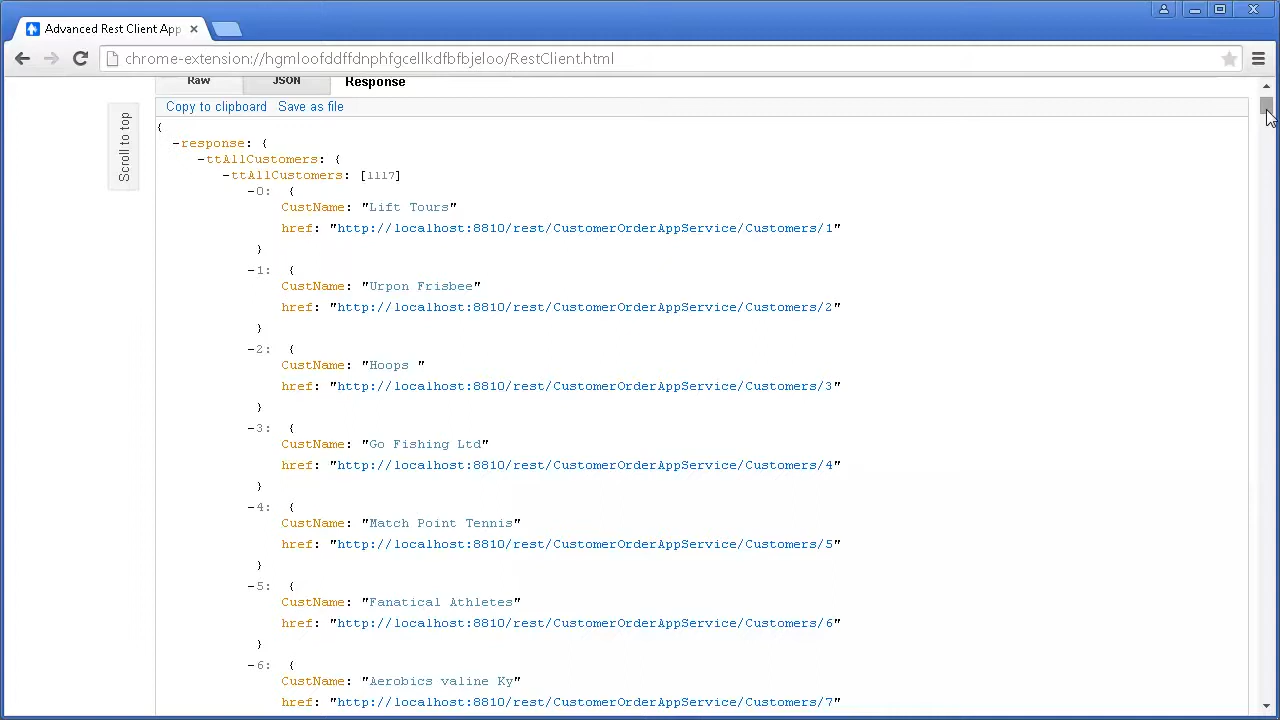 Advanced Rest Client App
chrome-extension://hgmloofddffdnphfgcellkdfbfbjeloo/RestClient.html
Raw JSON Response
Copy to clipboard Save as file
Scroll to top
{
-response: {
-ttAllCustomers: {
-ttAllCustomers: [1117]
-0: {
CustName: "Lift Tours"
href: "http://localhost:8810/rest/CustomerOrderAppService/Customers/1"
}
-1: {
CustName: "Urpon Frisbee"
href: "http://localhost:8810/rest/CustomerOrderAppService/Customers/2"
}
-2: {
CustName: "Hoops "
href: "http://localhost:8810/rest/CustomerOrderAppService/Customers/3"
}
-3: {
CustName: "Go Fishing Ltd"
href: "http://localhost:8810/rest/CustomerOrderAppService/Customers/4"
}
-4: {
CustName: "Match Point Tennis"
href: "http://localhost:8810/rest/CustomerOrderAppService/Customers/5"
}
-5: {
CustName: "Fanatical Athletes"
href: "http://localhost:8810/rest/CustomerOrderAppService/Customers/6"
}
-6: {
CustName: "Aerobics valine Ky"
href: "http://localhost:8810/rest/CustomerOrderAppService/Customers/7"